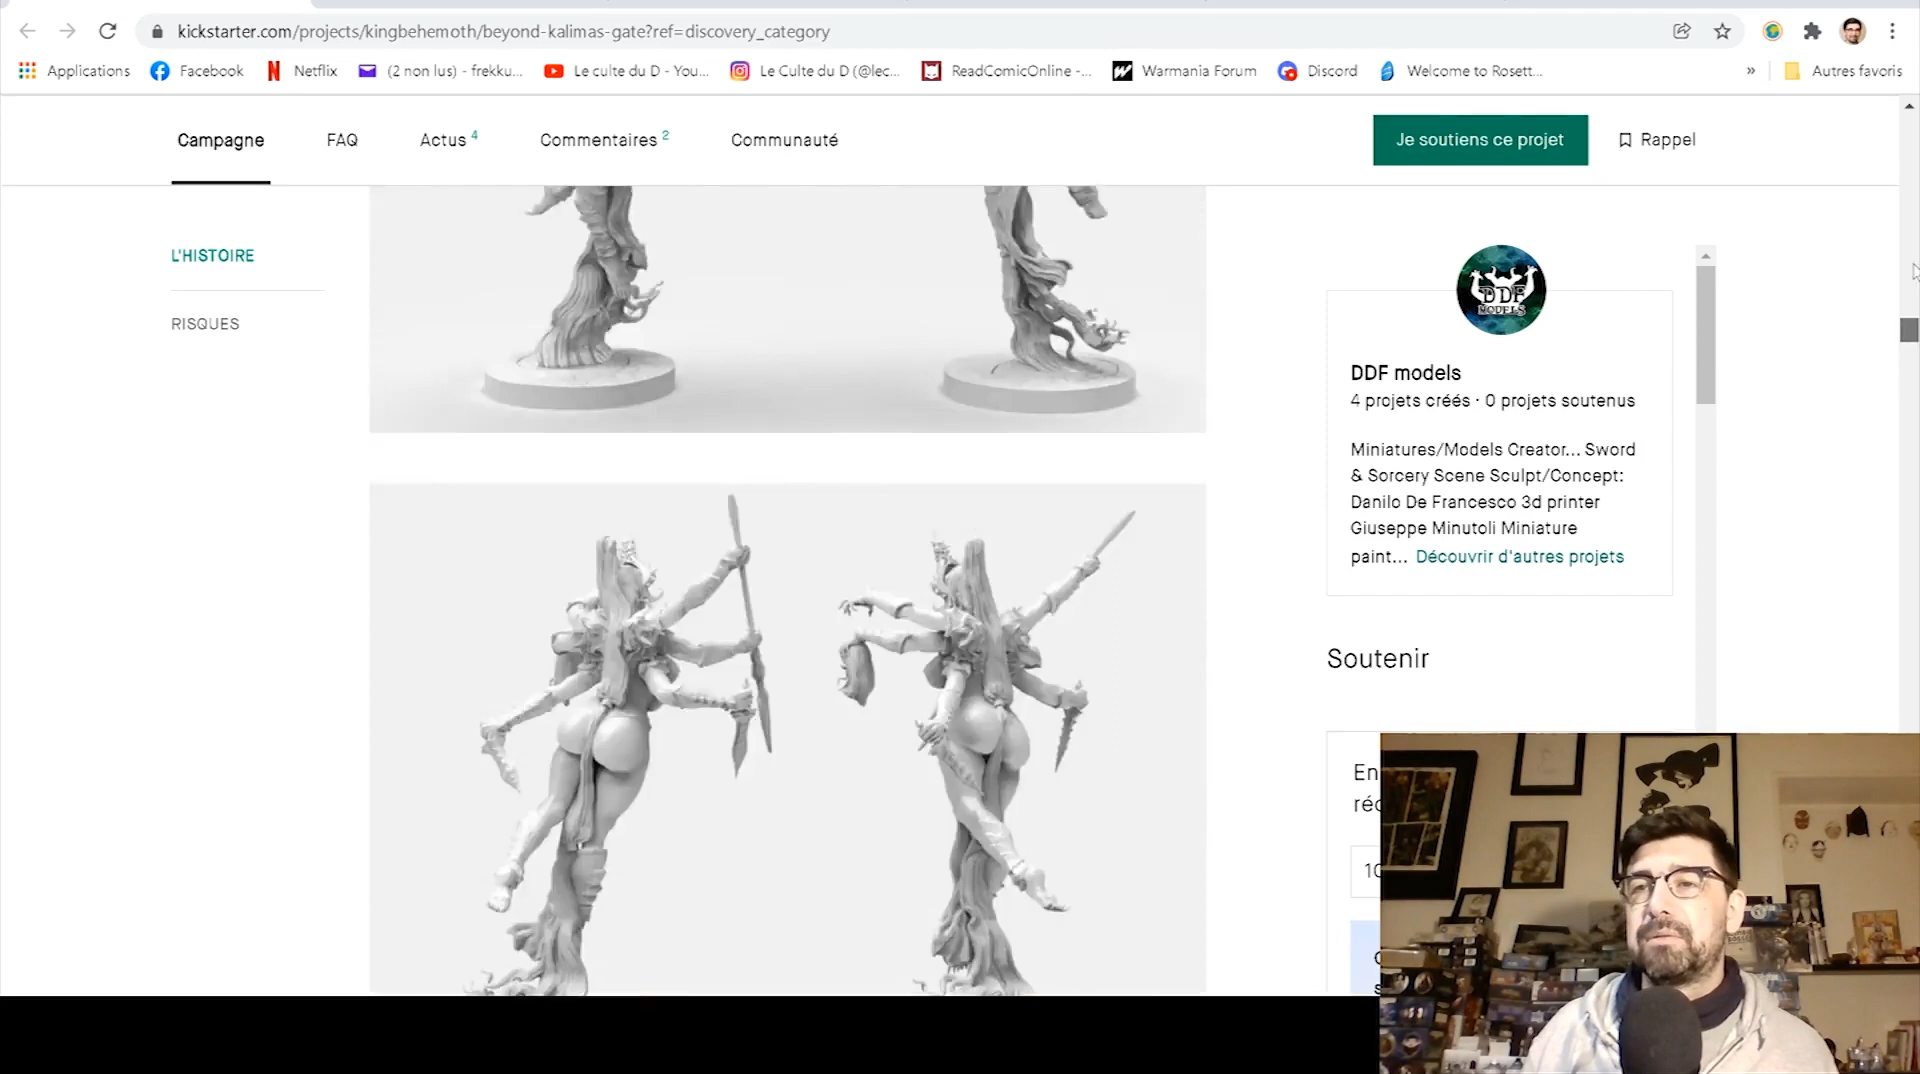 kickstarter.com/projects/kingbehemoth/beyond-kalimas-gate?ref=discovery_category
Applications
Facebook
Netflix
(2 non lus) - frekku...
Le culte du D - You...
Le Culte du D (@lec...
ReadComicOnline -...
Warmania Forum
Discord
Welcome to Rosett...
»
Autres favoris
Campagne
FAQ
Actus 4
Commentaires 2
Communauté
Je soutiens ce projet
Rappel
L'HISTOIRE
RISQUES
DDF
MODELS
DDF models
4 projets créés · 0 projets soutenus
Miniatures/Models Creator... Sword
& Sorcery Scene Sculpt/Concept:
Danilo De Francesco 3d printer
Giuseppe Minutoli Miniature
paint... Découvrir d'autres projets
Soutenir
En
réc
10